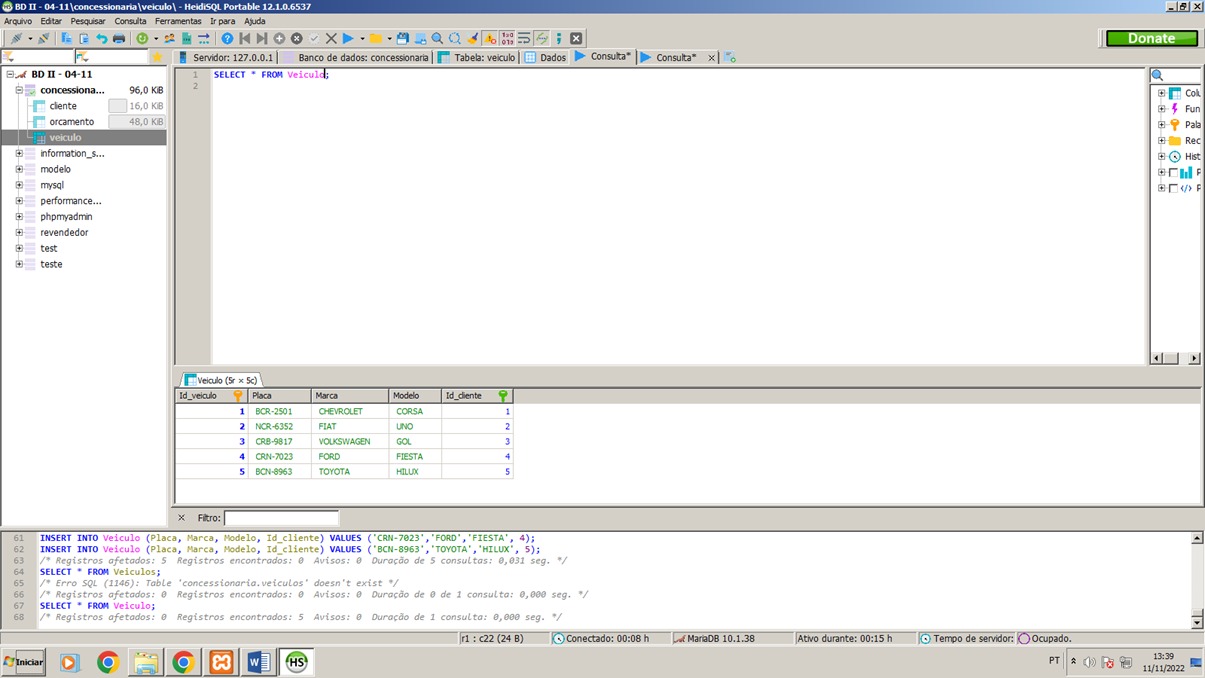 BD II - 04-11\concessionaria\veiculo\ - HeidiSQL Portable 12.1.0.6537
Arquivo Editar Pesquisar Consulta Ferramentas Ir para Ajuda
Donate
Servidor: 127.0.0.1 Banco de dados: concessionaria Tabela: veiculo Dados Consulta* Consulta*
BD II - 04-11
concessiona... 96,0 KiB
cliente 16,0 KiB
orcamento 48,0 KiB
veiculo
information_s...
modelo
mysql
performance...
phpmyadmin
revendedor
test
teste
1 SELECT * FROM Veiculo;
2
Colu
Fun
Pala
Rec
Hist
P
P
Veiculo (5r × 5c)
Id_veiculo Placa Marca Modelo Id_cliente
1 BCR-2501 CHEVROLET CORSA 1
2 NCR-6352 FIAT UNO 2
3 CRB-9817 VOLKSWAGEN GOL 3
4 CRN-7023 FORD FIESTA 4
5 BCN-8963 TOYOTA HILUX 5
Filtro:
61 INSERT INTO Veiculo (Placa, Marca, Modelo, Id_cliente) VALUES ('CRN-7023','FORD','FIESTA', 4);
62 INSERT INTO Veiculo (Placa, Marca, Modelo, Id_cliente) VALUES ('BCN-8963','TOYOTA','HILUX', 5);
63 /* Registros afetados: 5 Registros encontrados: 0 Avisos: 0 Duração de 5 consultas: 0,031 seg. */
64 SELECT * FROM Veiculos;
65 /* Erro SQL (1146): Table 'concessionaria.veiculos' doesn't exist */
66 /* Registros afetados: 0 Registros encontrados: 0 Avisos: 0 Duração de 0 de 1 consulta: 0,000 seg. */
67 SELECT * FROM Veiculo;
68 /* Registros afetados: 0 Registros encontrados: 5 Avisos: 0 Duração de 1 consulta: 0,000 seg. */
r1 : c22 (24 B) Conectado: 00:08 h MariaDB 10.1.38 Ativo durante: 00:15 h Tempo de servidor: Ocupado.
Iniciar HS PT 13:39
11/11/2022